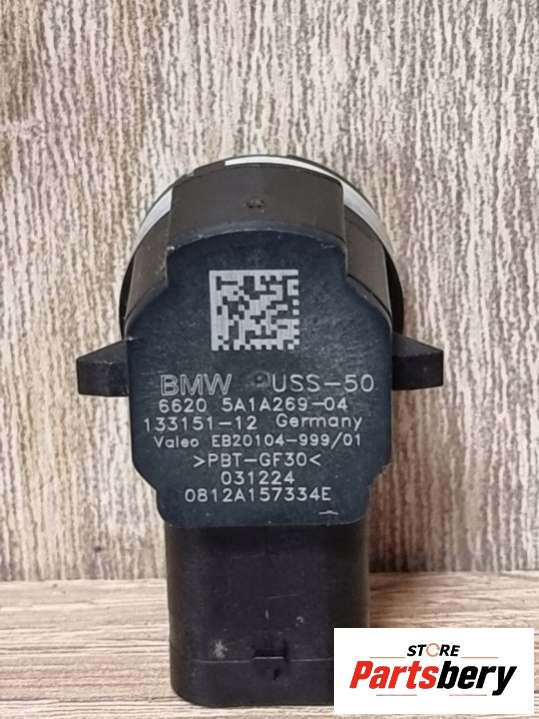 BMW USS-50
6620 5A1A269-04
133151-12 Germany
Valeo EB20104-999/01
>PBT-GF30<
031224
0812A157334E
STORE
Partsbery